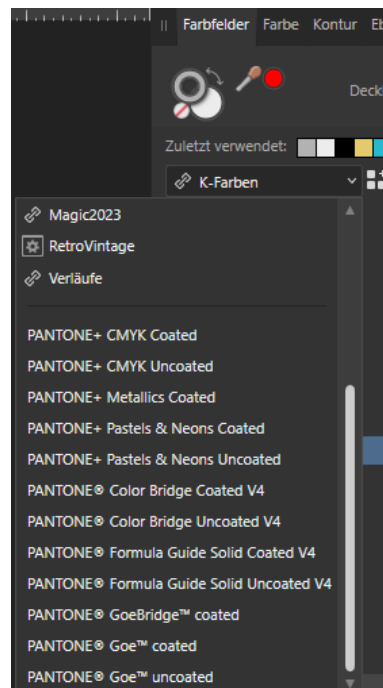 Farbfelder Farbe Kontur
Deck
Zuletzt verwendet:
K-Farben
Magic2023
RetroVintage
Verläufe
PANTONE+ CMYK Coated
PANTONE+ CMYK Uncoated
PANTONE+ Metallics Coated
PANTONE+ Pastels & Neons Coated
PANTONE+ Pastels & Neons Uncoated
PANTONE® Color Bridge Coated V4
PANTONE® Color Bridge Uncoated V4
PANTONE® Formula Guide Solid Coated V4
PANTONE® Formula Guide Solid Uncoated V4
PANTONE® GoeBridge™ coated
PANTONE® Goe™ coated
PANTONE® Goe™ uncoated